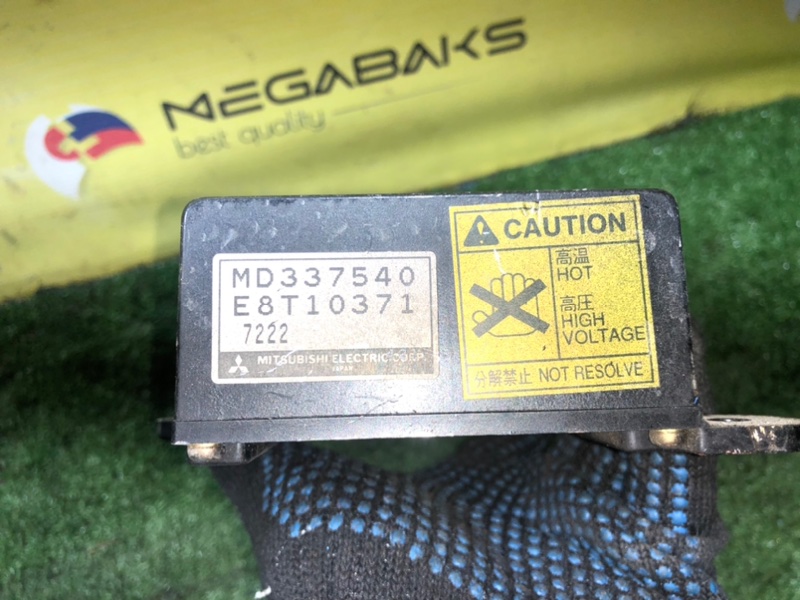 MEGABAKS
best quality
MD337540
E8T10371
7222
MITSUBISHI ELECTRIC CORP.
JAPAN
CAUTION
高温
HOT
高圧
HIGH
VOLTAGE
分解禁止 NOT RESOLVE